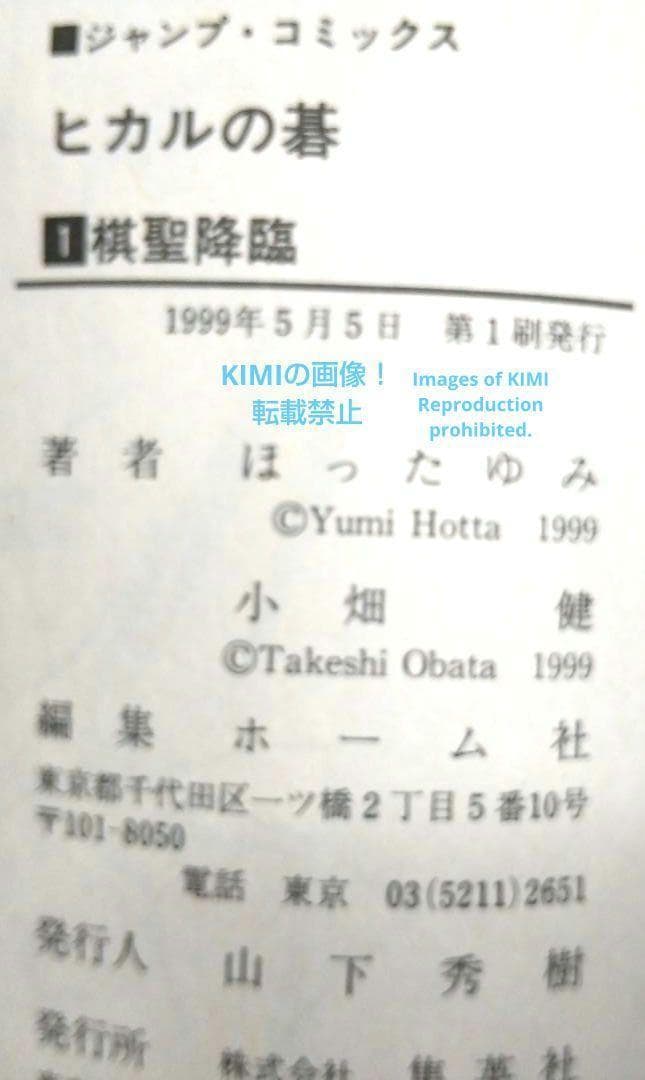 ■ジャンプ・コミックス
ヒカルの碁
1棋聖降臨
1999年5月5日 第1刷発行
KIMIの画像！
転載禁止
Images of KIMI
Reproduction
prohibited.
著者 ほったゆみ
©Yumi Hotta 1999
小畑 健
©Takeshi Obata 1999
編集 ホーム社
東京都千代田区一ツ橋2丁目5番10号
〒101-8050
電話 東京 03(5211)2651
発行人 山下秀樹
発行所 株式会社 集英社